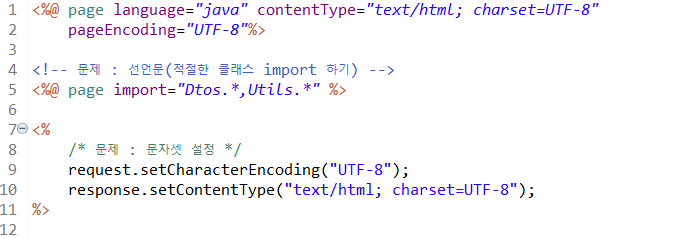 1 <%@ page language="java" contentType="text/html; charset=UTF-8"
2     pageEncoding="UTF-8"%>
3
4 <!-- 문제 : 선언문(적절한 클래스 import 하기) -->
5 <%@ page import="Dtos.*,Utils.*" %>
6
7 <%
8     /* 문제 : 문자셋 설정 */
9     request.setCharacterEncoding("UTF-8");
10     response.setContentType("text/html; charset=UTF-8");
11 %>
12